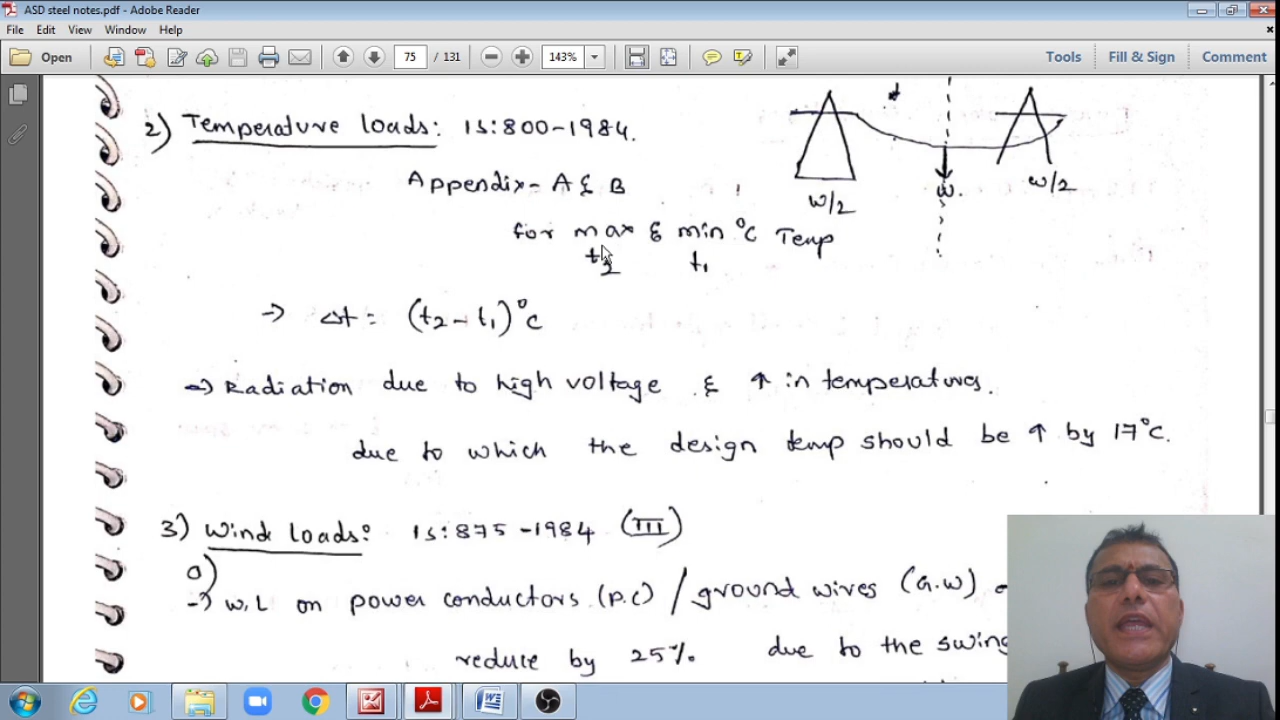 ASD steel notes.pdf - Adobe Reader
File Edit View Window Help
Open 75 / 131 143% Tools Fill & Sign Comment
2) Temperature loads: IS:800-1984.
Appendix- A & B
w/2 w. w/2
for max & min °C Temp
t2 t1
→ Δt = (t2 - t1)°C
→ Radiation due to high voltage & ↑ in temperatures.
due to which the design temp should be ↑ by 17°C.
3) Wind loads: IS:875-1984 (III)
a)
→ W.L on power conductors (P.C) / ground wires (G.W)
reduce by 25% due to the swing